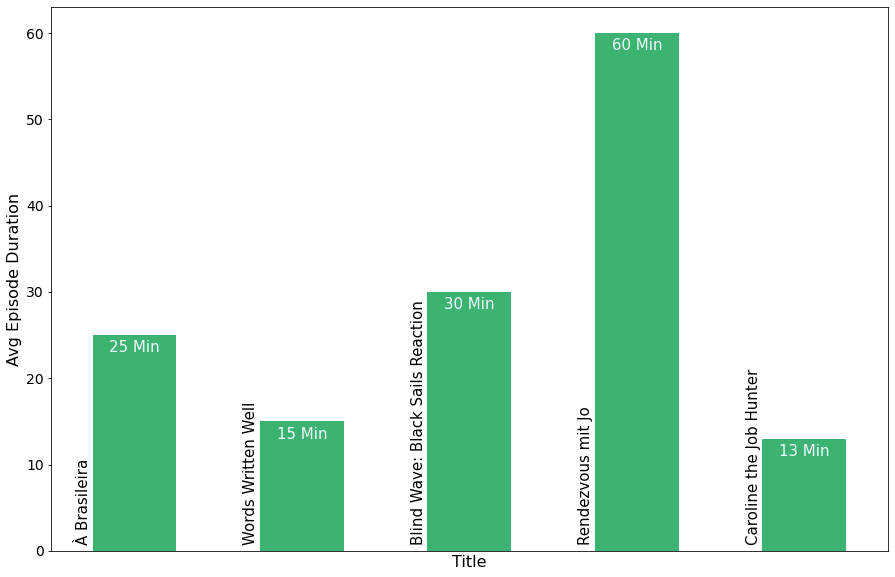 60
50
40
30
20
10
0
Avg Episode Duration
À Brasileira
25 Min
Words Written Well
15 Min
Blind Wave: Black Sails Reaction
30 Min
Rendezvous mit Jo
60 Min
Caroline the Job Hunter
13 Min
Title